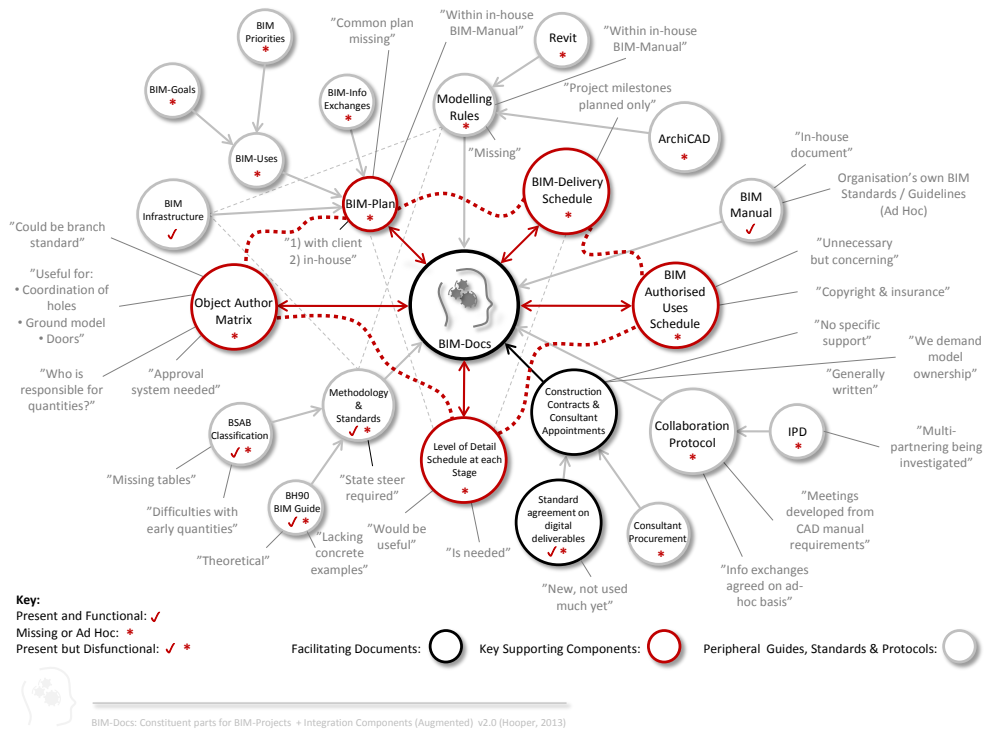 BIM
Priorities
*
"Common plan
missing"
"Within in-house
BIM-Manual"
Revit
*
"Within in-house
BIM-Manual"
BIM-Goals
*
BIM-Info
Exchanges
*
Modelling
Rules
*
"Project milestones
planned only"
ArchiCAD
*
"Missing"
BIM-Uses
*
"In-house
document"
BIM-Delivery
Schedule
*
Organisation's own BIM
Standards / Guidelines
(Ad Hoc)
BIM
Infrastructure
✓
BIM-Plan
*
BIM
Manual
✓
"Could be branch
standard"
"1) with client
2) in-house"
"Unnecessary
but concerning"
"Useful for:
• Coordination of
holes
• Ground model
• Doors"
Object Author
Matrix
*
BIM-Docs
BIM
Authorised
Uses
Schedule
*
"Copyright & insurance"
"No specific
support"
"We demand
model
ownership"
"Who is
responsible for
quantities?"
"Approval
system needed"
"Generally
written"
Methodology
&
Standards
✓ *
Construction
Contracts &
Consultant
Appointments
BSAB
Classification
✓ *
Collaboration
Protocol
*
IPD
*
Level of Detail
Schedule at each
Stage
*
"Multi-
partnering being
investigated"
"Missing tables"
"State steer
required"
"Difficulties with
early quantities"
BH90
BIM Guide
✓ *
Standard
agreement on
digital
deliverables
✓ *
Consultant
Procurement
*
"Meetings
developed from
CAD manual
requirements"
"Would be
useful"
"Theoretical"
"Lacking
concrete
examples"
"Is needed"
"Info exchanges
agreed on ad-
hoc basis"
"New, not used
much yet"
Key:
Present and Functional: ✓
Missing or Ad Hoc: *
Present but Disfunctional: ✓ *
Facilitating Documents:
Key Supporting Components:
Peripheral Guides, Standards & Protocols:
BIM-Docs: Constituent parts for BIM-Projects + Integration Components (Augmented) v2.0 (Hooper, 2013)